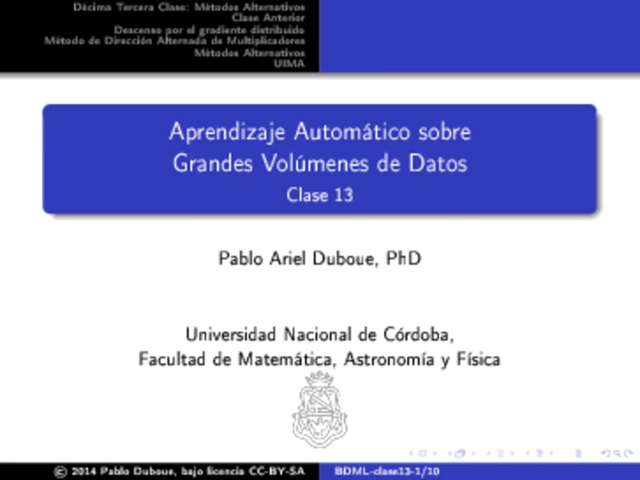 Décima Tercera Clase: Métodos Alternativos
Clase Anterior
Descenso por el gradiente distribuido
Método de Dirección Alternada de Multiplicadores
Métodos Alternativos
UIMA
Aprendizaje Automático sobre
Grandes Volúmenes de Datos
Clase 13
Pablo Ariel Duboue, PhD
Universidad Nacional de Córdoba,
Facultad de Matemática, Astronomía y Física
© 2014 Pablo Duboue, bajo licencia CC-BY-SA
BDML-clase13-1/10